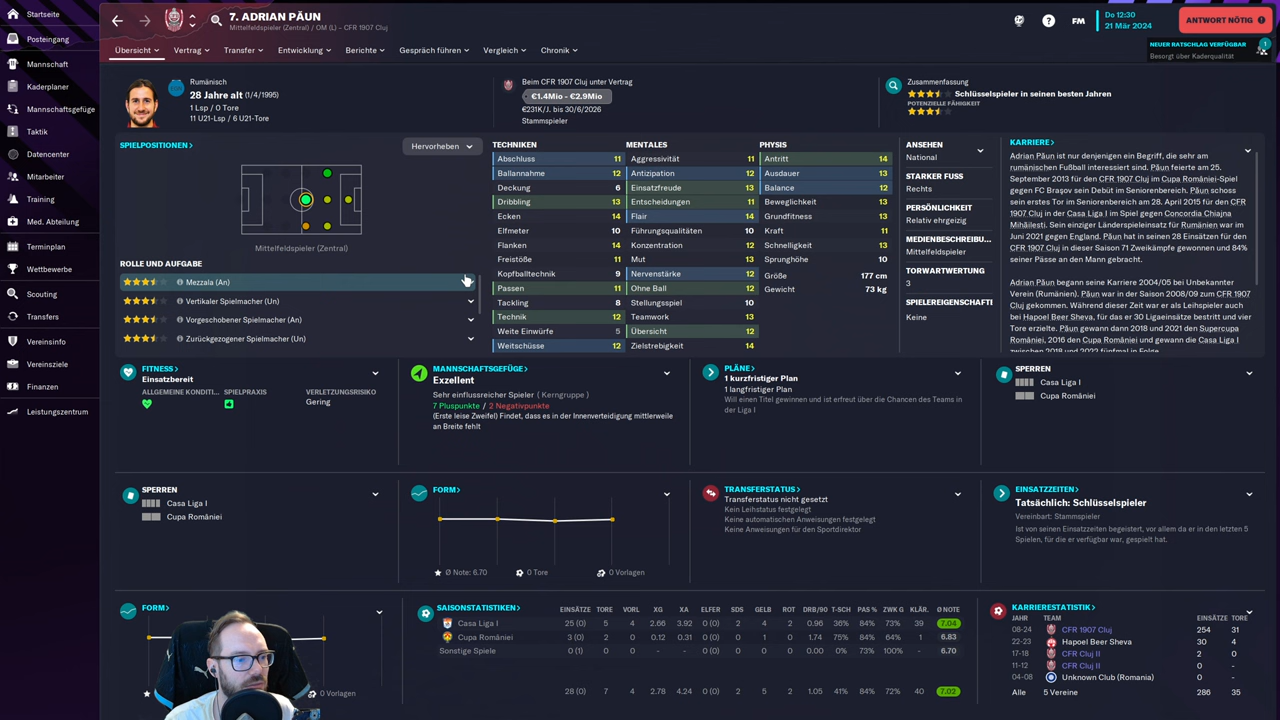 Startseite
Posteingang
Mannschaft
Kaderplaner
Mannschaftsgefüge
Taktik
Datencenter
Mitarbeiter
Training
Med. Abteilung
Terminplan
Wettbewerbe
Scouting
Transfers
Vereinsinfo
Vereinsziele
Finanzen
Leistungszentrum
7. ADRIAN PĂUN
Mittelfeldspieler (Zentral) / OM (L) - CFR 1907 Cluj
FM
Do 12:30
21 Mär 2024
ANTWORT NÖTIG
NEUER RATSCHLAG VERFÜGBAR
Besorgt über Kaderqualität
1
Übersicht
Vertrag
Transfer
Entwicklung
Berichte
Gespräch führen
Vergleich
Chronik
Rumänisch
28 Jahre alt (1/4/1995)
1 Lsp / 0 Tore
11 U21-Lsp / 6 U21-Tore
Beim CFR 1907 Cluj unter Vertrag
€1.4Mio - €2.9Mio
€231K/J. bis 30/6/2026
Stammspieler
Zusammenfassung
Schlüsselspieler in seinen besten Jahren
POTENZIELLE FÄHIGKEIT
SPIELPOSITIONEN
Hervorheben
Mittelfeldspieler (Zentral)
ROLLE UND AUFGABE
Mezzala (An)
Vertikaler Spielmacher (Un)
Vorgeschobener Spielmacher (An)
Zurückgezogener Spielmacher (Un)
TECHNIKEN
Abschluss 11
Ballannahme 12
Deckung 6
Dribbling 13
Ecken 14
Elfmeter 10
Flanken 14
Freistöße 11
Kopfballtechnik 9
Passen 11
Tackling 8
Technik 12
Weite Einwürfe 5
Weitschüsse 12
MENTALES
Aggressivität 11
Antizipation 12
Einsatzfreude 13
Entscheidungen 11
Flair 14
Führungsqualitäten 10
Konzentration 12
Mut 13
Nervenstärke 12
Ohne Ball 12
Stellungsspiel 10
Teamwork 13
Übersicht 12
Zielstrebigkeit 14
PHYSIS
Antritt 14
Ausdauer 13
Balance 12
Beweglichkeit 13
Grundfitness 13
Kraft 11
Schnelligkeit 13
Sprunghöhe 10
Größe 177 cm
Gewicht 73 kg
ANSEHEN
National
STARKER FUSS
Rechts
PERSÖNLICHKEIT
Relativ ehrgeizig
MEDIENBESCHREIBU...
Mittelfeldspieler
TORWARTWERTUNG
3
SPIELEREIGENSCHAFTI
Keine
KARRIERE
Adrian Păun ist nur denjenigen ein Begriff, die sehr am
rumänischen Fußball interessiert sind. Păun feierte am 25.
September 2013 für den CFR 1907 Cluj im Cupa României-Spiel
gegen FC Brașov sein Debüt im Seniorenbereich. Păun schoss
sein erstes Tor im Seniorenbereich am 28. April 2015 für den CFR
1907 Cluj in der Casa Liga I im Spiel gegen Concordia Chiajna
Mihăilești. Sein einziger Länderspieleinsatz für Rumänien war im
Juni 2021 gegen England. Păun hat in seinen 28 Einsätzen für den
CFR 1907 Cluj in dieser Saison 71 Zweikämpfe gewonnen und 84%
seiner Pässe an den Mann gebracht.
Adrian Păun begann seine Karriere 2004/05 bei Unbekannter
Verein (Rumänien). Păun war in der Saison 2008/09 zum CFR 1907
Cluj gekommen. Während dieser Zeit war er als Leihspieler auch
bei Hapoel Beer Sheva, für das er 30 Ligaeinsätze bestritt und vier
Tore erzielte. Păun gewann dann 2018 und 2021 den Supercupa
României, 2016 den Cupa României und gewann die Casa Liga I
zwischen 2018 und 2022 fünfmal in Folge.
FITNESS
Einsatzbereit
ALLGEMEINE KONDITI...
SPIELPRAXIS
VERLETZUNGSRISIKO
Gering
MANNSCHAFTSGEFÜGE
Exzellent
Sehr einflussreicher Spieler ( Kerngruppe )
7 Pluspunkte / 2 Negativpunkte
(Erste leise Zweifel) Findet, dass es in der Innenverteidigung mittlerweile
an Breite fehlt
PLÄNE
1 kurzfristiger Plan
1 langfristiger Plan
Will einen Titel gewinnen und ist erfreut über die Chancen des Teams in
der Liga I
SPERREN
Casa Liga I
Cupa României
SPERREN
Casa Liga I
Cupa României
FORM
Ø Note: 6.70
0 Tore
0 Vorlagen
TRANSFERSTATUS
Transferstatus nicht gesetzt
Kein Leihstatus festgelegt
Keine automatischen Anweisungen festgelegt
Keine Anweisungen für den Sportdirektor
EINSATZZEITEN
Tatsächlich: Schlüsselspieler
Vereinbart: Stammspieler
Ist von seinen Einsatzzeiten begeistert, vor allem da er in den letzten 5
Spielen, für die er verfügbar war, gespielt hat.
FORM
0 Vorlagen
SAISONSTATISTIKEN
EINSÄTZE TORE VORL XG XA ELFER SDS GELB ROT DRB/90 T-SCH PAS % ZWK G KLÄR. Ø NOTE
Casa Liga I 25 (0) 5 4 2.66 3.92 0 (0) 2 4 2 0.96 36% 84% 73% 39 7.04
Cupa României 3 (0) 2 0 0.12 0.31 0 (0) 0 1 0 1.74 75% 84% 64% 1 6.83
Sonstige Spiele 0 (1) 0 0 - - 0 (0) 0 0 0 0.00 0% 73% 100% - 6.70
28 (0) 7 4 2.78 4.24 0 (0) 2 5 2 1.05 41% 84% 72% 40 7.02
KARRIERESTATISTIK
JAHR TEAM EINSÄTZE TORE
08-24 CFR 1907 Cluj 254 31
22-23 Hapoel Beer Sheva 30 4
17-18 CFR Cluj II 2 0
11-12 CFR Cluj II 0 -
04-08 Unknown Club (Romania) 0 -
Alle 5 Vereine 286 35